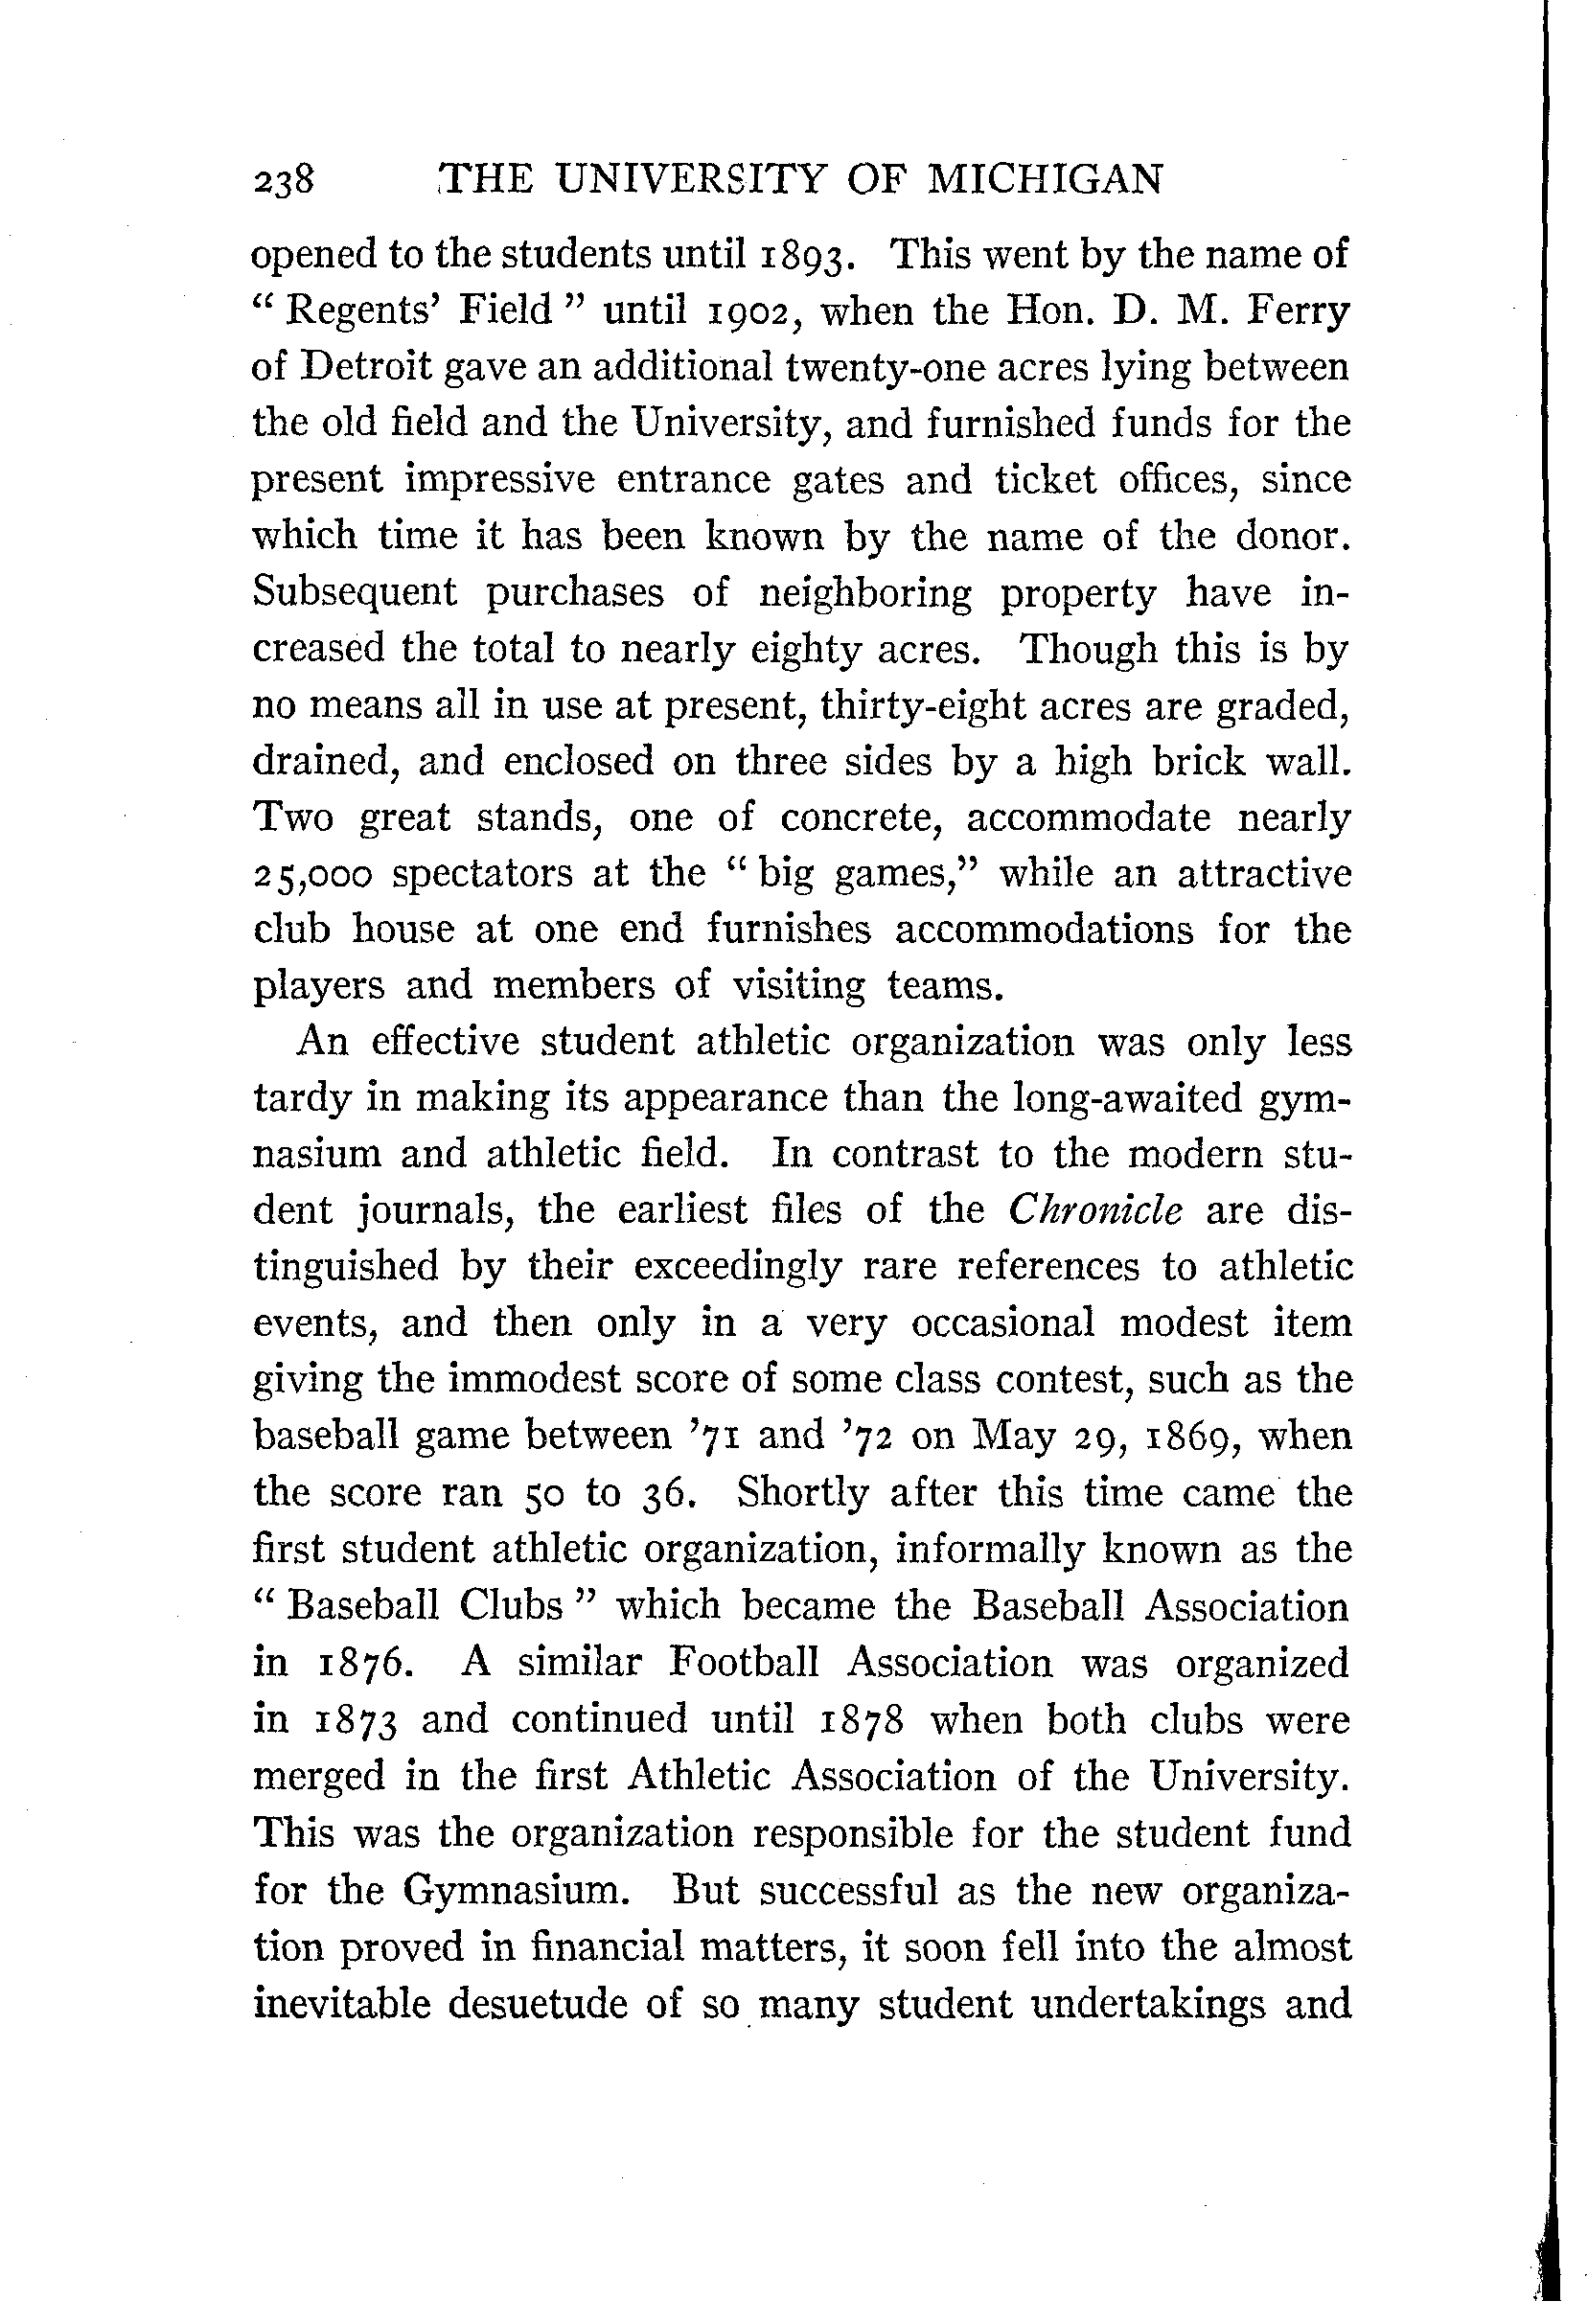 238 THE UNIVERSITY OF MICHIGAN
opened to the students until 1893. This went by the name of
" Regents' Field " until 1902, when the Hon. D. M. Ferry
of Detroit gave an additional twenty-one acres lying between
the old field and the University, and furnished funds for the
present impressive entrance gates and ticket offices, since
which time it has been known by the name of the donor.
Subsequent purchases of neighboring property have in-
creased the total to nearly eighty acres. Though this is by
no means all in use at present, thirty-eight acres are graded,
drained, and enclosed on three sides by a high brick wall.
Two great stands, one of concrete, accommodate nearly
25,000 spectators at the " big games," while an attractive
club house at one end furnishes accommodations for the
players and members of visiting teams.
An effective student athletic organization was only less
tardy in making its appearance than the long-awaited gym-
nasium and athletic field. In contrast to the modern stu-
dent journals, the earliest files of the Chronicle are dis-
tinguished by their exceedingly rare references to athletic
events, and then only in a very occasional modest item
giving the immodest score of some class contest, such as the
baseball game between '71 and '72 on May 29, 1869, when
the score ran 50 to 36. Shortly after this time came the
first student athletic organization, informally known as the
" Baseball Clubs " which became the Baseball Association
in 1876. A similar Football Association was organized
in 1873 and continued until 1878 when both clubs were
merged in the first Athletic Association of the University.
This was the organization responsible for the student fund
for the Gymnasium. But successful as the new organiza-
tion proved in financial matters, it soon fell into the almost
inevitable desuetude of so many student undertakings and